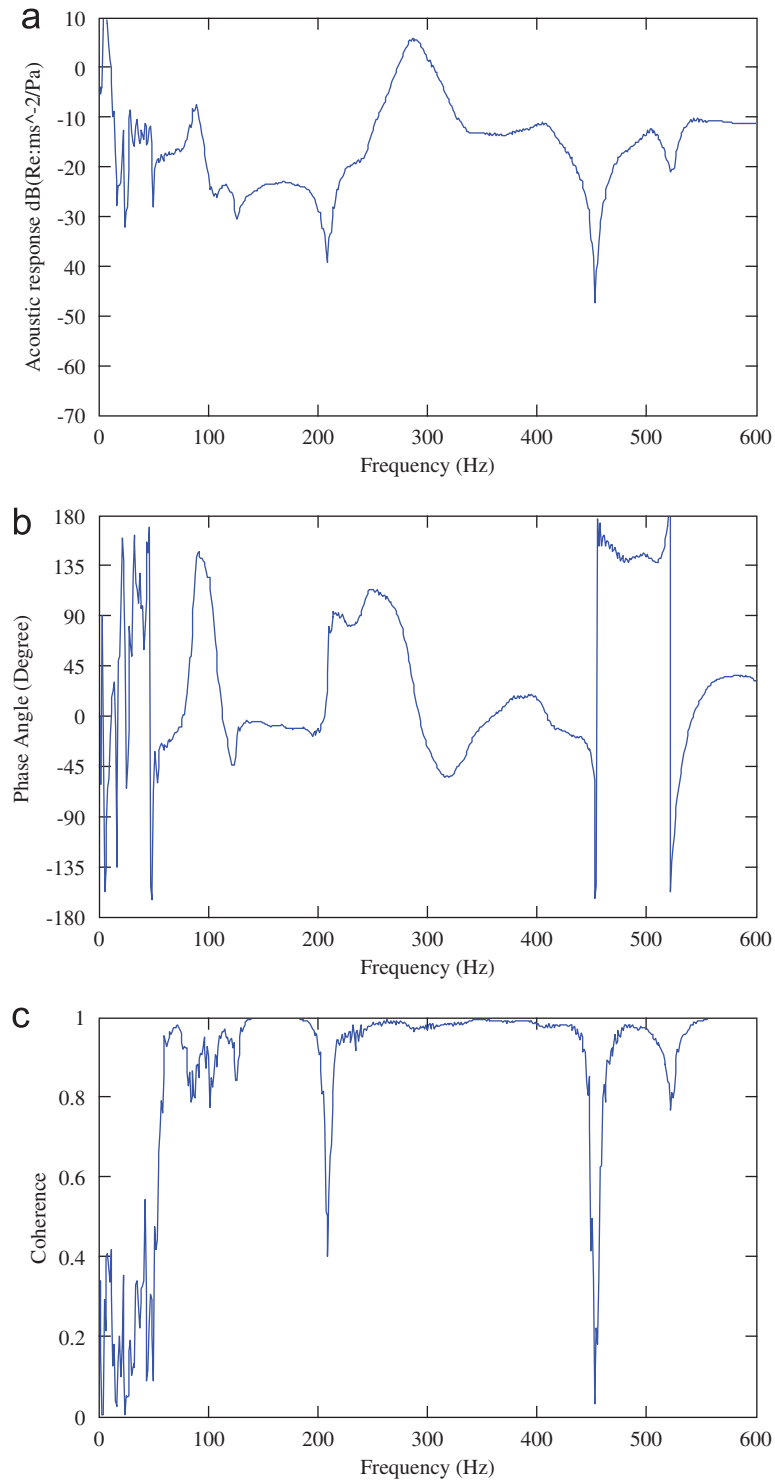 a
10
0
-10
-20
-30
-40
-50
-60
-70
Acoustic response dB(Re:ms^-2/Pa)
0 100 200 300 400 500 600
Frequency (Hz)
b
180
135
90
45
0
-45
-90
-135
-180
Phase Angle (Degree)
0 100 200 300 400 500 600
Frequency (Hz)
c
1
0.8
0.6
0.4
0.2
0
Coherence
0 100 200 300 400 500 600
Frequency (Hz)